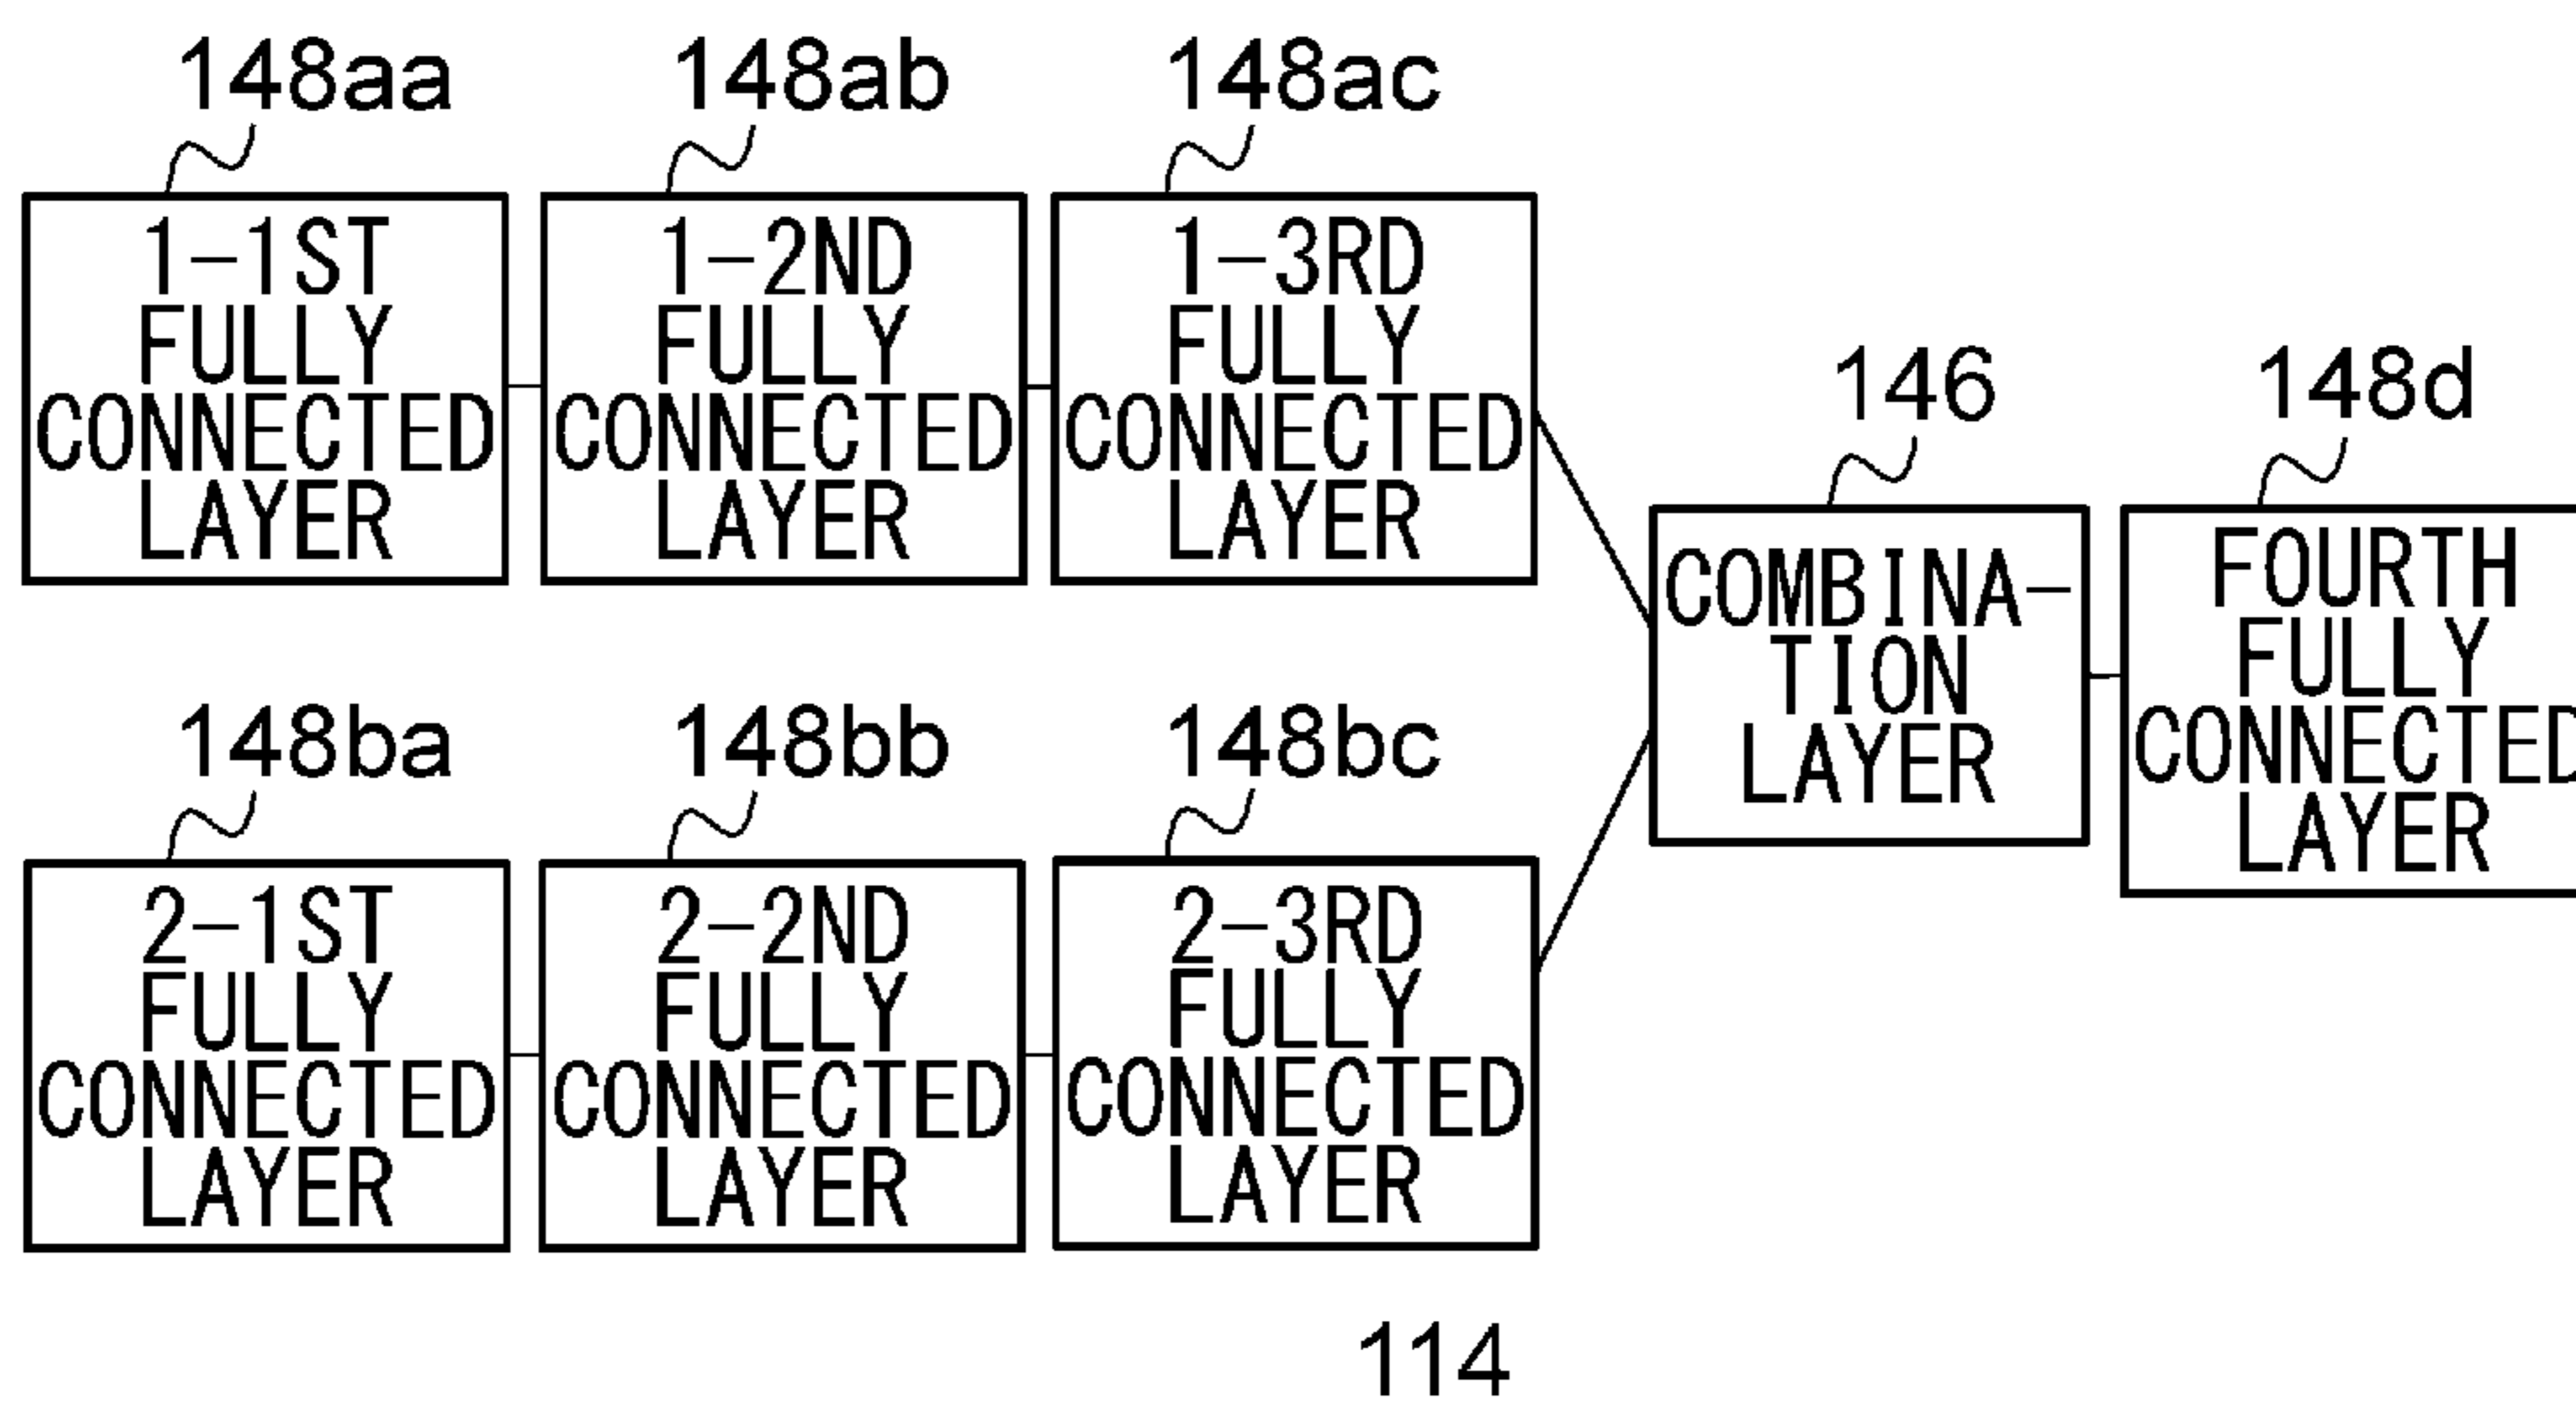 148aa
148ab
148ac
1-1ST
FULLY
CONNECTED
LAYER
1-2ND
FULLY
CONNECTED
LAYER
1-3RD
FULLY
CONNECTED
LAYER
146
148d
COMBINA-
TION
LAYER
FOURTH
FULLY
CONNECTED
LAYER
148ba
148bb
148bc
2-1ST
FULLY
CONNECTED
LAYER
2-2ND
FULLY
CONNECTED
LAYER
2-3RD
FULLY
CONNECTED
LAYER
114